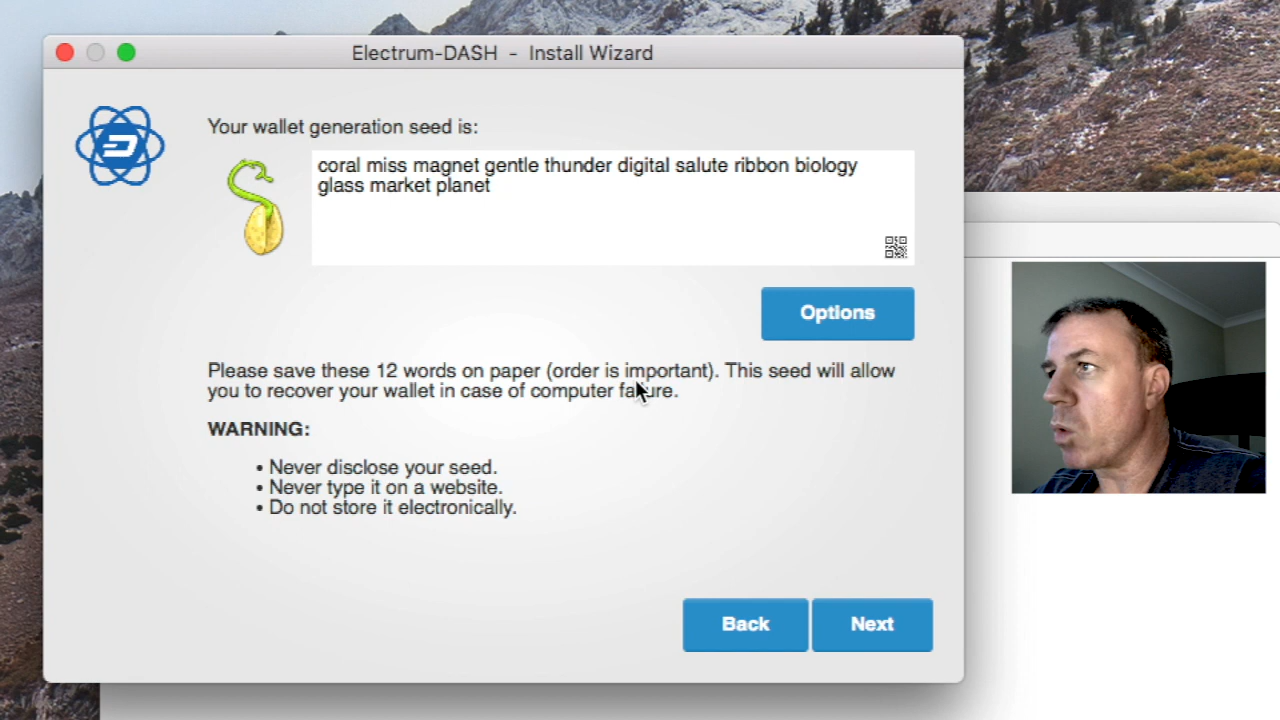 Electrum-DASH - Install Wizard
Your wallet generation seed is:
coral miss magnet gentle thunder digital salute ribbon biology
glass market planet
Options
Please save these 12 words on paper (order is important). This seed will allow
you to recover your wallet in case of computer failure.
WARNING:
• Never disclose your seed.
• Never type it on a website.
• Do not store it electronically.
Back
Next